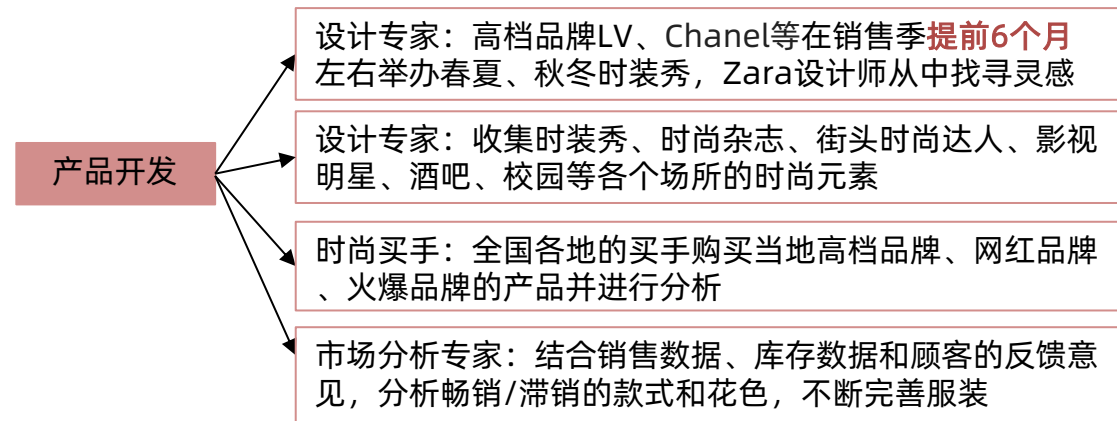 设计专家：高档品牌LV、Chanel等在销售季提前6个月
左右举办春夏、秋冬时装秀，Zara设计师从中找寻灵感
设计专家：收集时装秀、时尚杂志、街头时尚达人、影视
明星、酒吧、校园等各个场所的时尚元素
产品开发
时尚买手：全国各地的买手购买当地高档品牌、网红品牌
、火爆品牌的产品并进行分析
市场分析专家：结合销售数据、库存数据和顾客的反馈意
见，分析畅销/滞销的款式和花色，不断完善服装